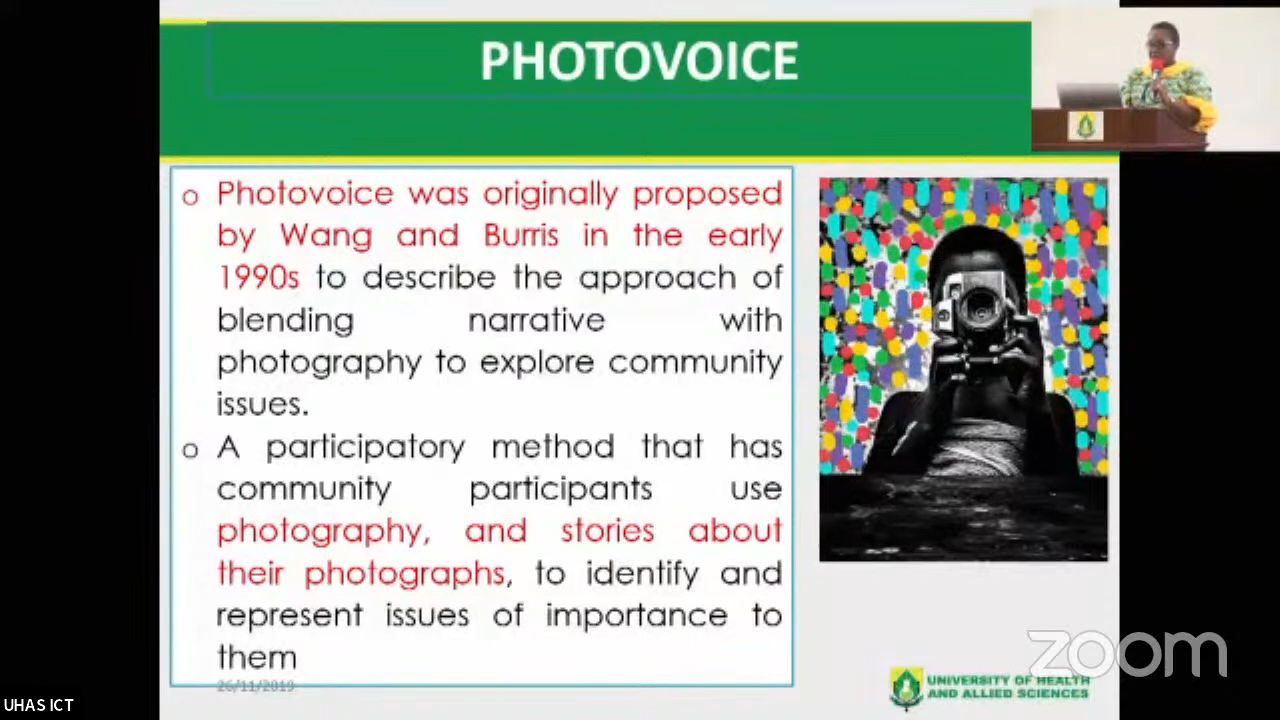 PHOTOVOICE
o Photovoice was originally proposed
by Wang and Burris in the early
1990s to describe the approach of
blending narrative with
photography to explore community
issues.
o A participatory method that has
community participants use
photography, and stories about
their photographs, to identify and
represent issues of importance to
them
26/11/2019
UNIVERSITY OF HEALTH
AND ALLIED SCIENCES
zoom
UHAS ICT